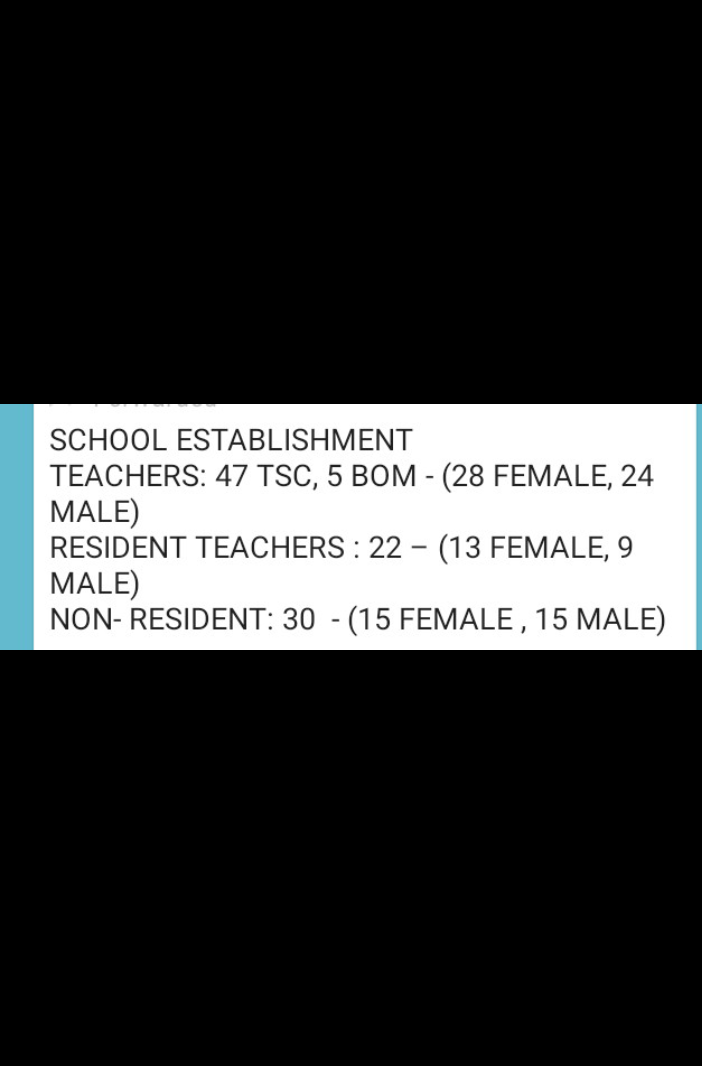 SCHOOL ESTABLISHMENT
TEACHERS: 47 TSC, 5 BOM - (28 FEMALE, 24
MALE)
RESIDENT TEACHERS : 22 – (13 FEMALE, 9
MALE)
NON- RESIDENT: 30  - (15 FEMALE , 15 MALE)